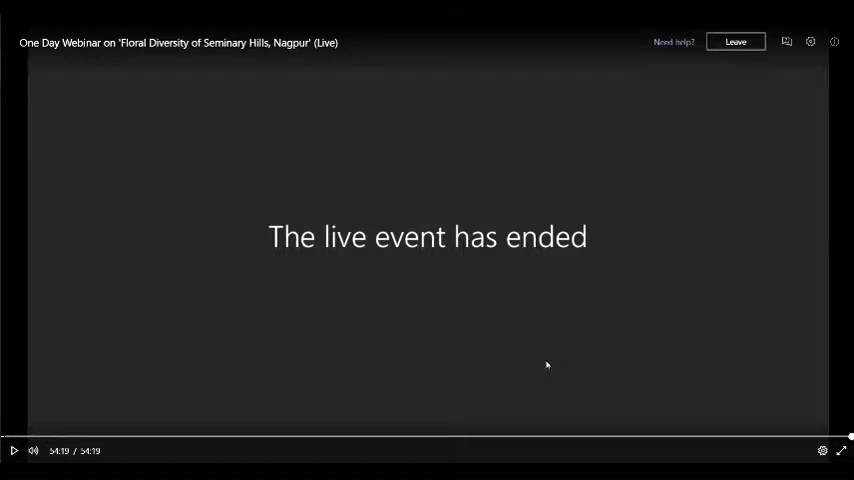 One Day Webinar on 'Floral Diversity of Seminary Hills, Nagpur' (Live)
Need help?
Leave
The live event has ended
54:19 / 54:19